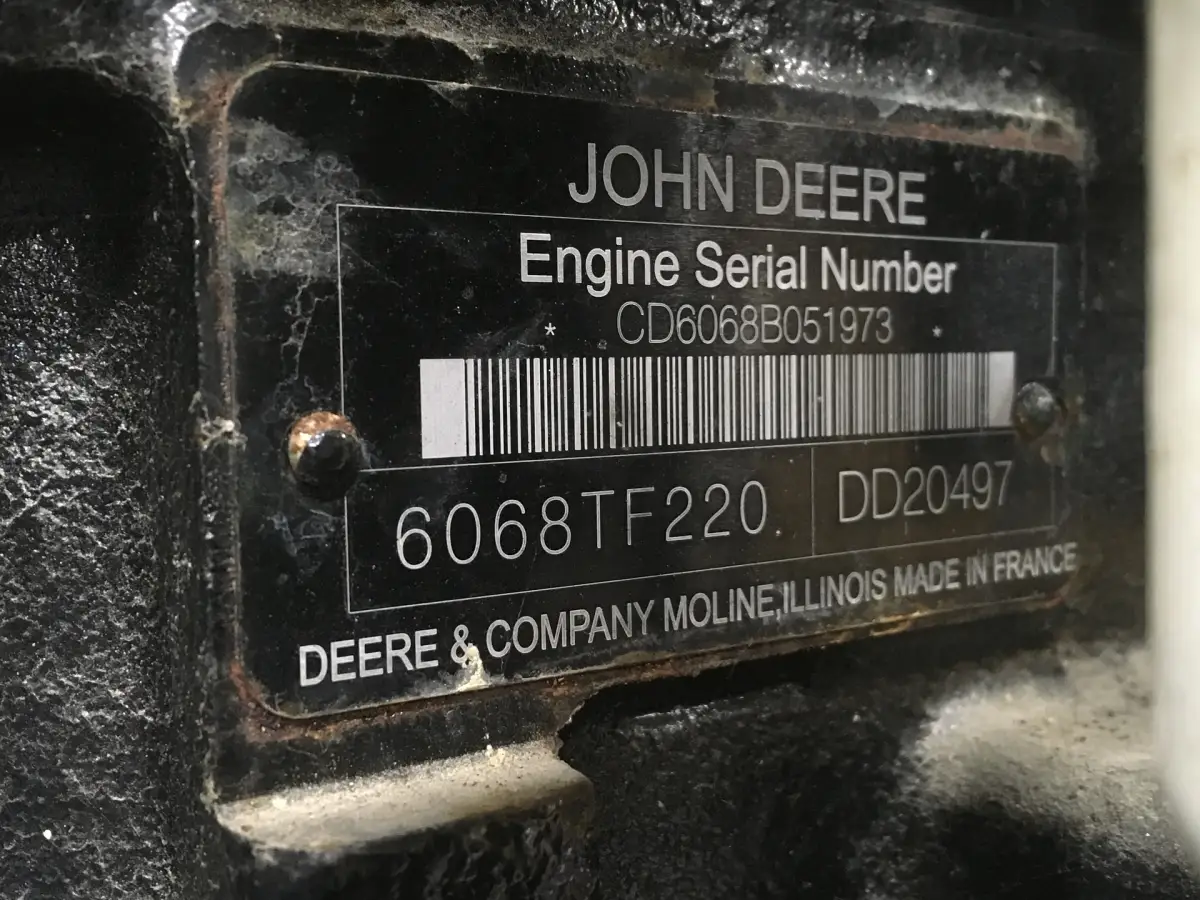 JOHN DEERE
Engine Serial Number
* CD6068B051973 *
6068TF220 DD20497
DEERE & COMPANY MOLINE,ILLINOIS MADE IN FRANCE